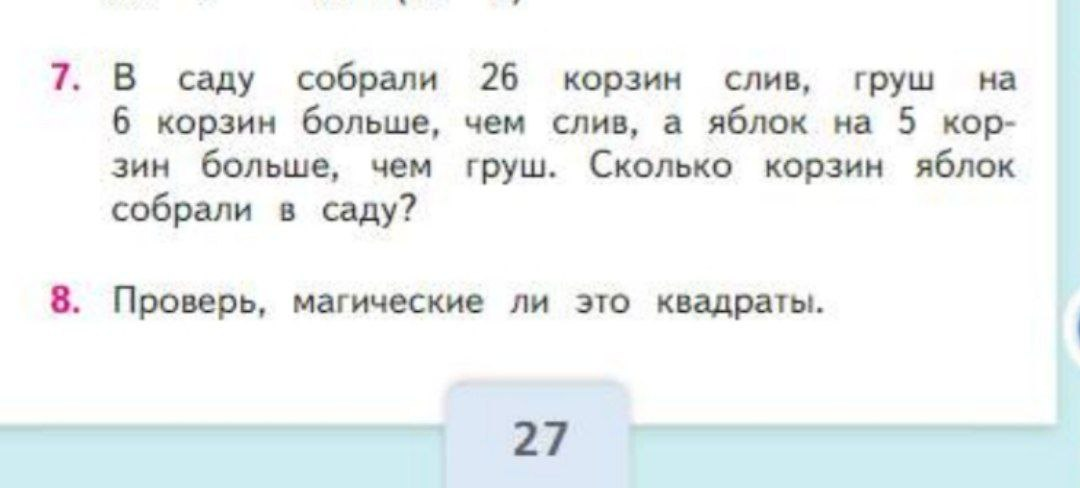 7. В саду собрали 26 корзин слив, груш на
6 корзин больше, чем слив, а яблок на 5 кор-
зин больше, чем груш. Сколько корзин яблок
собрали в саду?
8. Проверь, магические ли это квадраты.
27